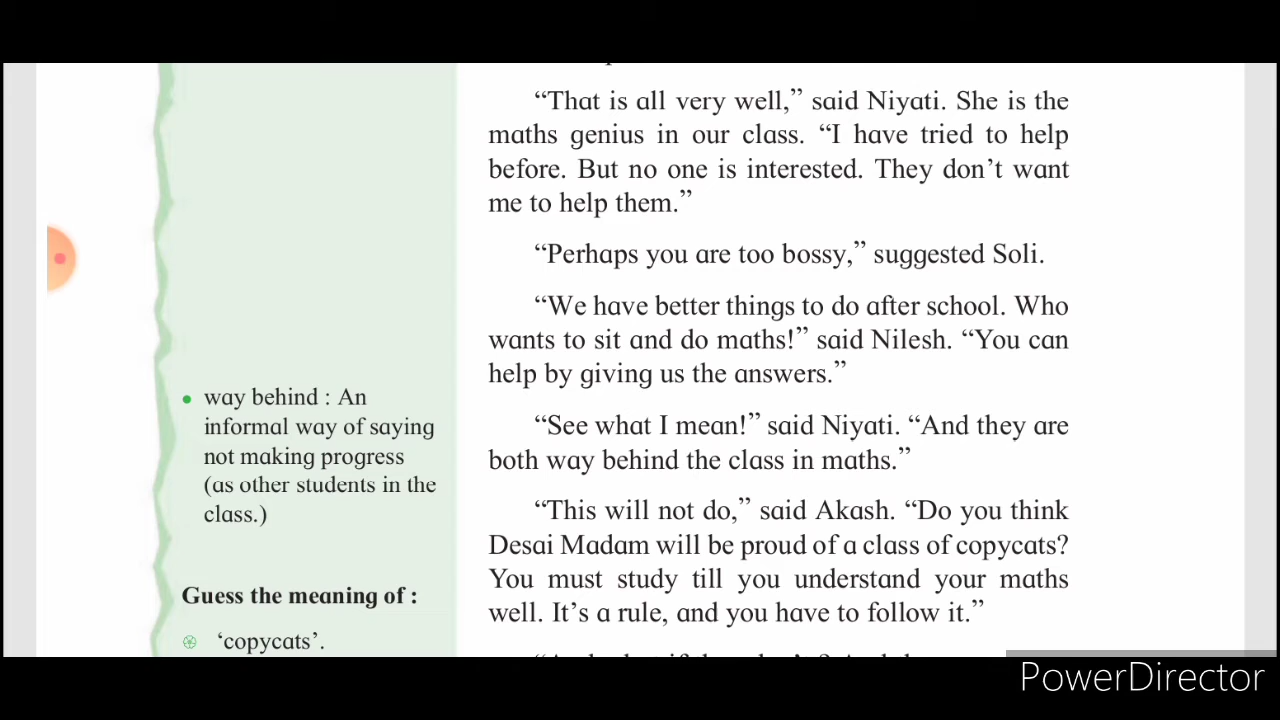 “That is all very well,” said Niyati. She is the
maths genius in our class. “I have tried to help
before. But no one is interested. They don’t want
me to help them.”
“Perhaps you are too bossy,” suggested Soli.
“We have better things to do after school. Who
wants to sit and do maths!” said Nilesh. “You can
help by giving us the answers.”
“See what I mean!” said Niyati. “And they are
both way behind the class in maths.”
“This will not do,” said Akash. “Do you think
Desai Madam will be proud of a class of copycats?
You must study till you understand your maths
well. It’s a rule, and you have to follow it.”
• way behind : An
informal way of saying
not making progress
(as other students in the
class.)
Guess the meaning of :
‘copycats’.
PowerDirector